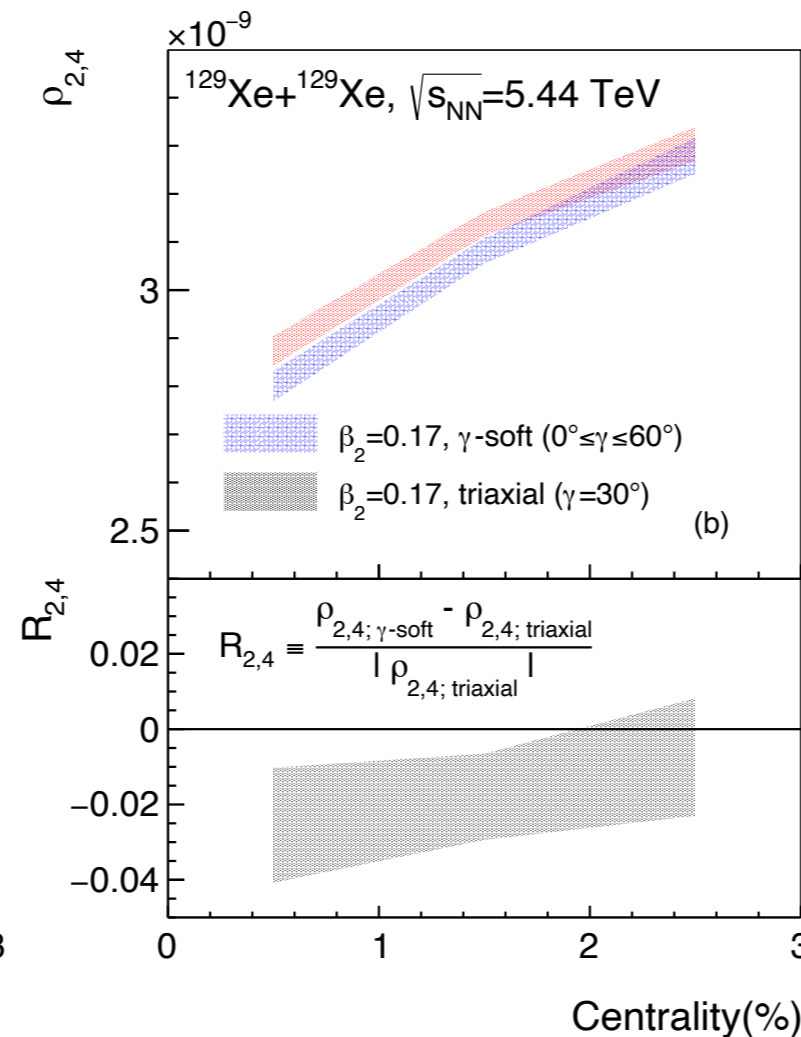 ×10⁻⁹
ρ₂,₄
¹²⁹Xe+¹²⁹Xe, √s_NN=5.44 TeV
3
β₂=0.17, γ-soft (0°≤γ≤60°)
β₂=0.17, triaxial (γ=30°)
(b)
2.5
R₂,₄
R₂,₄ ≡ (ρ₂,₄; γ-soft - ρ₂,₄; triaxial) / | ρ₂,₄; triaxial |
0.02
0
−0.02
−0.04
0 1 2 3
Centrality(%)